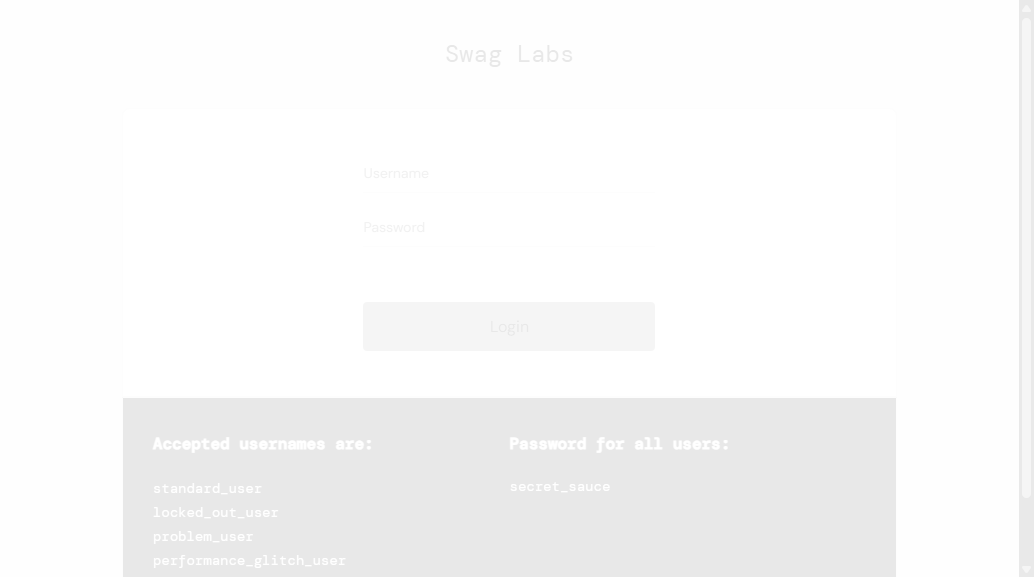 Swag Labs
Username
Password
Login
Accepted usernames are:
standard_user
locked_out_user
problem_user
performance_glitch_user
Password for all users:
secret_sauce